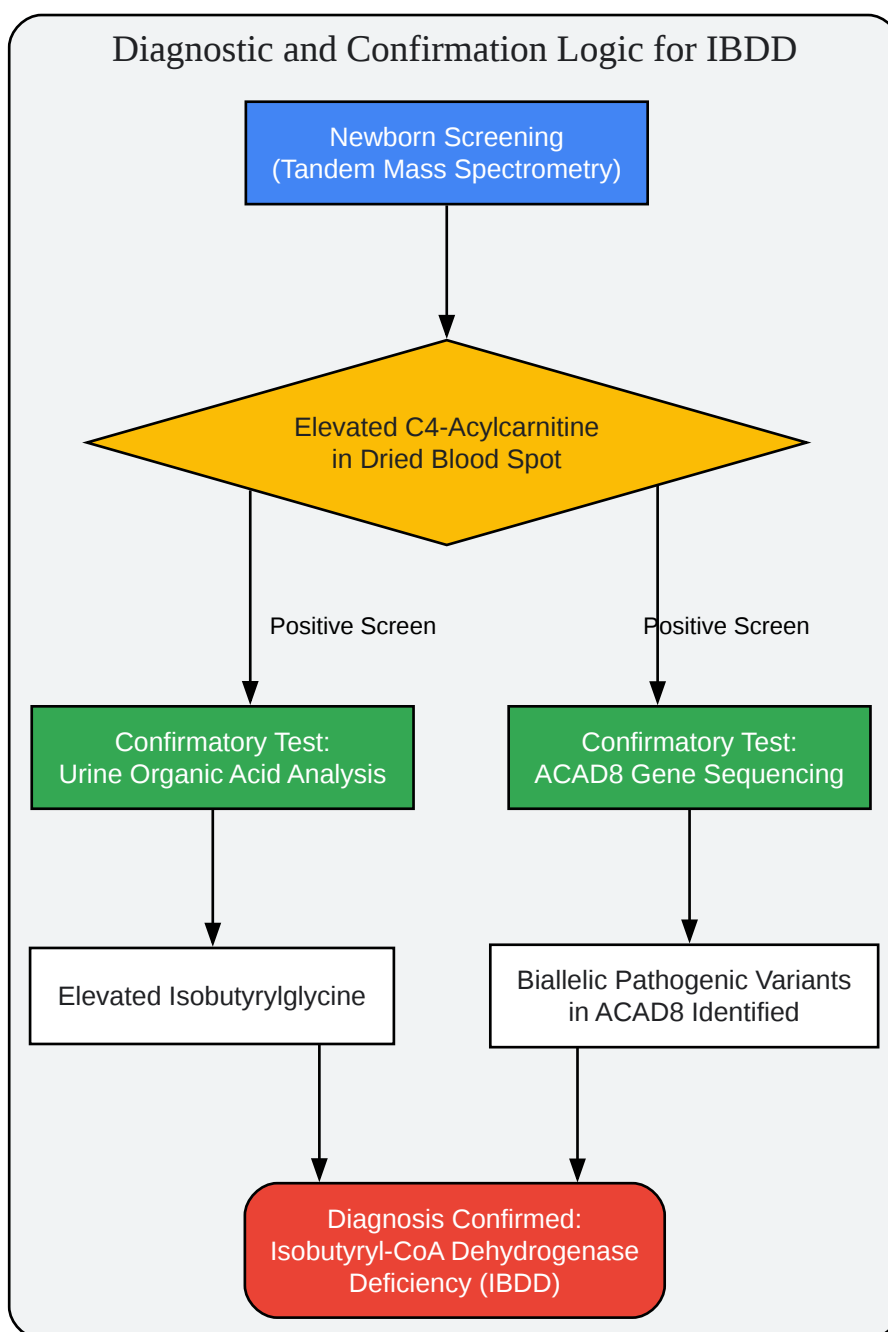 Diagnostic and Confirmation Logic for IBDD
Newborn Screening
(Tandem Mass Spectrometry)
Elevated C4-Acylcarnitine
in Dried Blood Spot
Positive Screen
Positive Screen
Confirmatory Test:
Urine Organic Acid Analysis
Confirmatory Test:
ACAD8 Gene Sequencing
Elevated Isobutyrylglycine
Biallelic Pathogenic Variants
in ACAD8 Identified
Diagnosis Confirmed:
Isobutyryl-CoA Dehydrogenase
Deficiency (IBDD)